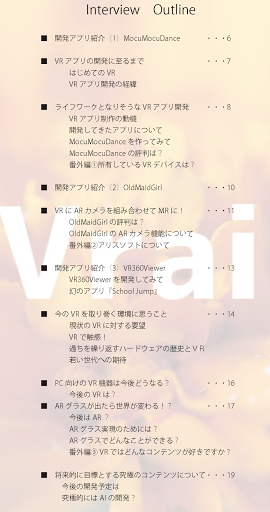 Interview Outline
■ 開発アプリ紹介（1）MocuMocuDance ・・・6
■ VR アプリの開発に至るまで ・・・7
はじめての VR
VR アプリ開発の経緯
■ ライフワークとなりそうな VR アプリ開発 ・・・8
VR アプリ制作の動機
開発してきたアプリについて
MocuMocuDance を作ってみて
MocuMocuDance の評判は？
番外編①所有している VR デバイスは？
■ 開発アプリ紹介（2）OldMaidGirl ・・・10
■ VR に AR カメラを組み合わせて MR に！ ・・・11
OldMaidGirl の評判は？
OldMaidGirl の AR カメラ機能について
番外編②アリスソフトについて
■ 開発アプリ紹介（3）VR360Viewer ・・・13
VR360Viewer を開発してみて
幻のアプリ『School Jump』
■ 今の VR を取り巻く環境に思うこと ・・・14
現状の VR に対する要望
VR で触感！
過ちを繰り返すハードウェアの歴史とＶＲ
若い世代への期待
■ PC 向けの VR 機器は今後どうなる？ ・・・16
今後の VR は？
■ AR グラスが出たら世界が変わる！？ ・・・17
今後は AR ？
AR グラス実現のためには？
AR グラスでどんなことができる？
番外編③ VR ではどんなコンテンツが好きですか？
■ 将来的に目標とする究極のコンテンツについて・・・19
今後の開発予定は
究極的には AI の開発？
Vrai